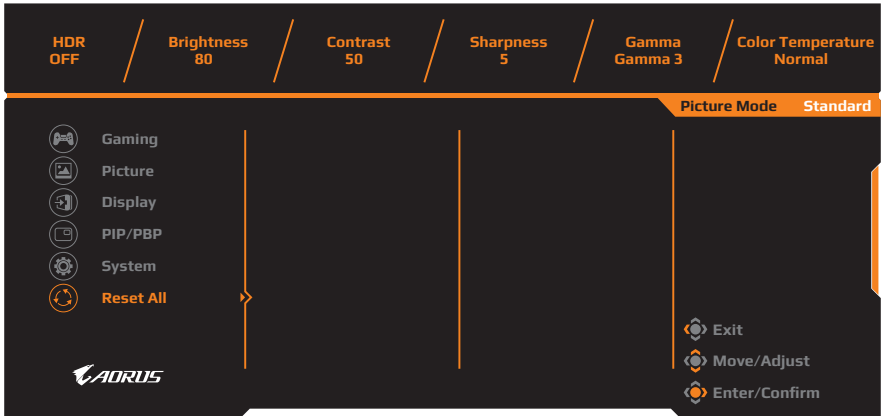 HDR
OFF
Brightness
80
Contrast
50
Sharpness
5
Gamma
Gamma 3
Color Temperature
Normal
Picture Mode Standard
Gaming
Picture
Display
PIP/PBP
System
Reset All
Exit
Move/Adjust
Enter/Confirm
AORUS